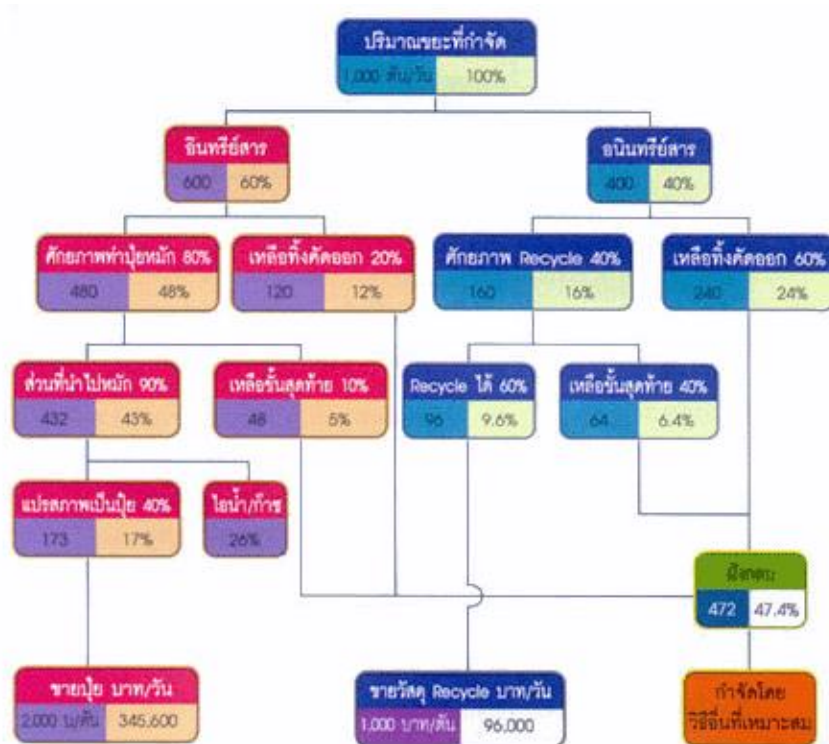 ปริมาณขยะที่กำจัด
1,000 ตัน/วัน 100%
อินทรีย์สาร
600 60%
อนินทรีย์สาร
400 40%
ศักยภาพทำปุ๋ยหมัก 80%
480 48%
เหลือทิ้งคัดออก 20%
120 12%
ศักยภาพ Recycle 40%
160 16%
เหลือทิ้งคัดออก 60%
240 24%
ส่วนที่นำไปหมัก 90%
432 43%
เหลือขั้นสุดท้าย 10%
48 5%
Recycle ได้ 60%
96 9.6%
เหลือขั้นสุดท้าย 40%
64 6.4%
แปรสภาพเป็นปุ๋ย 40%
173 17%
ไอน้ำ/ก๊าซ
26%
ฝังกลบ
472 47.4%
ขายปุ๋ย บาท/วัน
2,000 บ/ตัน 345,600
ขายวัสดุ Recycle บาท/วัน
1,000 บาท/ตัน 96,000
กำจัดโดย
วิธีอื่นที่เหมาะสม